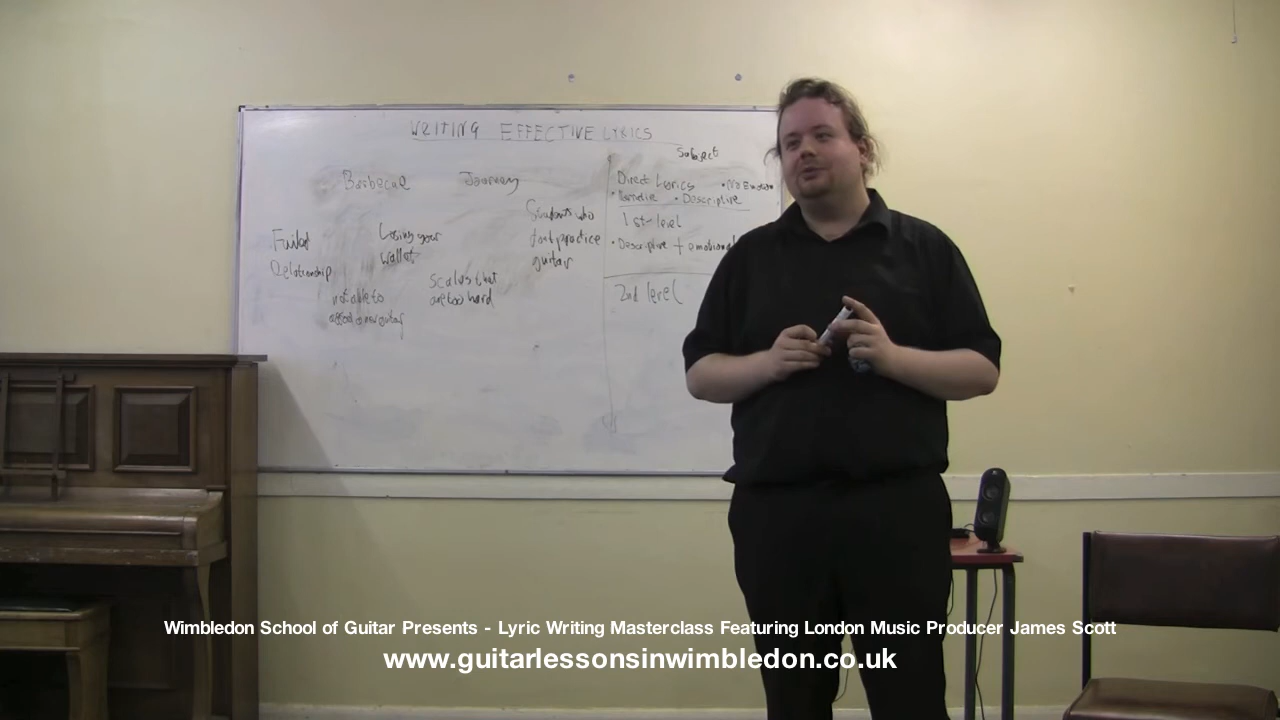 WRITING EFFECTIVE LYRICS
Subject
Barbecue
Journey
Failed
Relationship
Losing your
wallet
not able to
afford a new guitar
Scales that
are too hard
Students who
don't practice
guitar
Direct Lyrics • No Emotion
• Narrative • Descriptive
1st-level
• Descriptive + emotional
2nd level
Wimbledon School of Guitar Presents - Lyric Writing Masterclass Featuring London Music Producer James Scott
www.guitarlessonsinwimbledon.co.uk